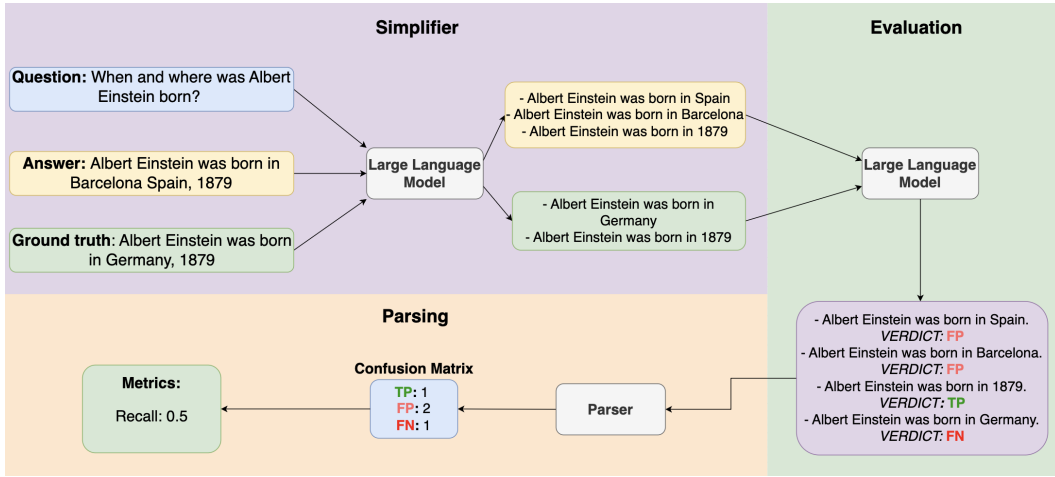 Simplifier
Question: When and where was Albert
Einstein born?
Answer: Albert Einstein was born in
Barcelona Spain, 1879
Ground truth: Albert Einstein was born
in Germany, 1879
Large Language
Model
- Albert Einstein was born in Spain
- Albert Einstein was born in Barcelona
- Albert Einstein was born in 1879
- Albert Einstein was born in
Germany
- Albert Einstein was born in 1879
Evaluation
Large Language
Model
- Albert Einstein was born in Spain.
VERDICT: FP
- Albert Einstein was born in Barcelona.
VERDICT: FP
- Albert Einstein was born in 1879.
VERDICT: TP
- Albert Einstein was born in Germany.
VERDICT: FN
Parsing
Parser
Confusion Matrix
TP: 1
FP: 2
FN: 1
Metrics:
Recall: 0.5